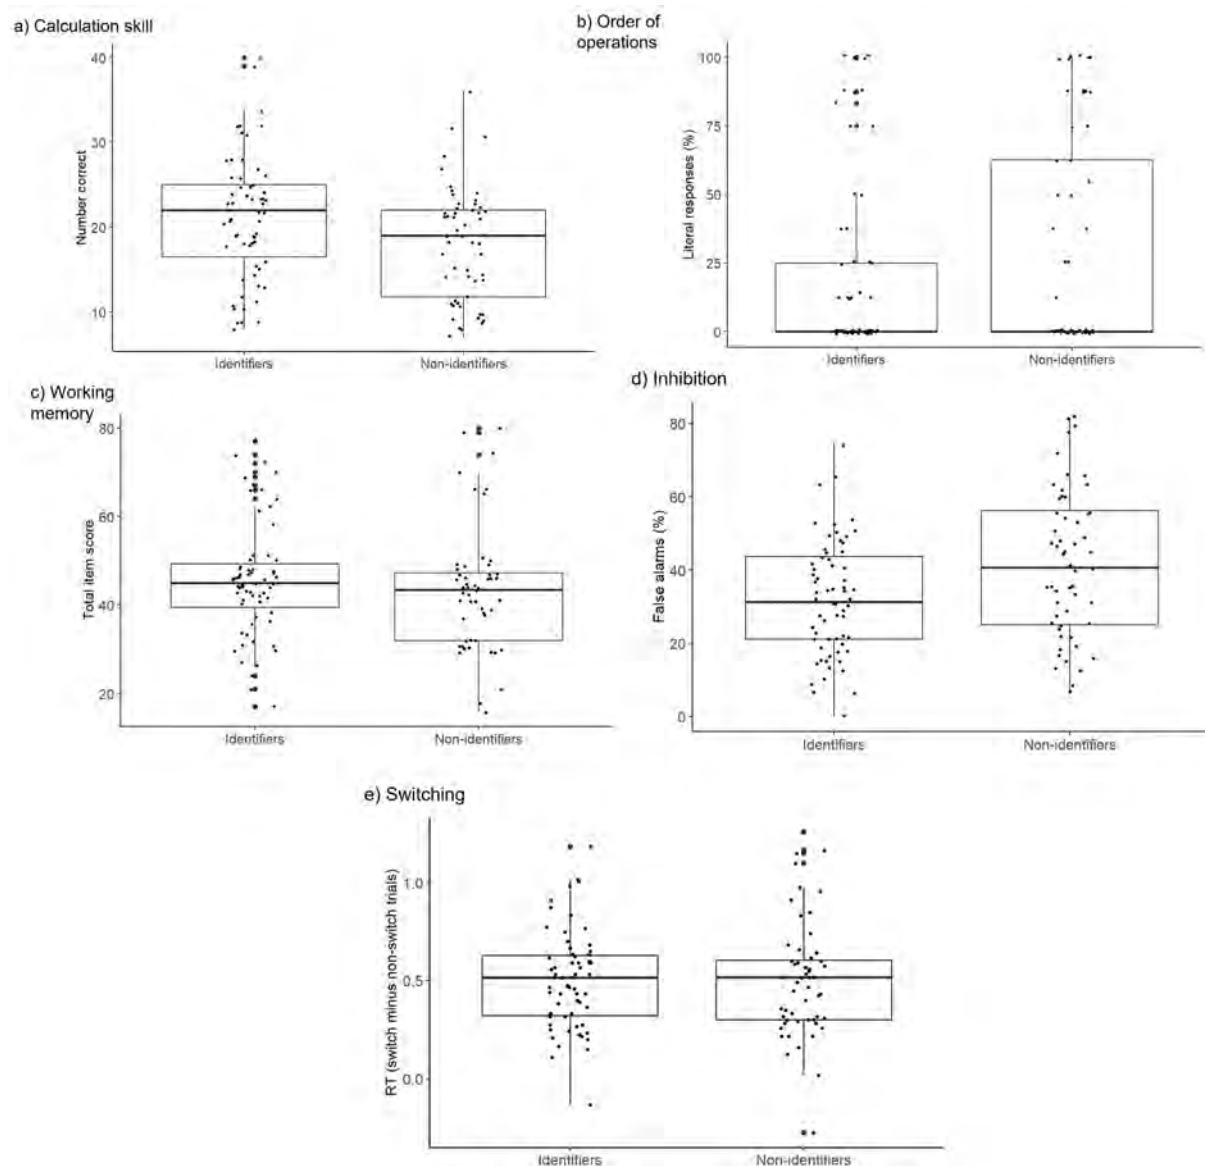 a) Calculation skill
Number correct
40
30
20
10
Identifiers
Non-identifiers
b) Order of
operations
Literal responses (%)
100
75
50
25
0
Identifiers
Non-identifiers
c) Working
memory
Total item score
80
60
40
20
Identifiers
Non-identifiers
d) Inhibition
False alarms (%)
80
60
40
20
0
Identifiers
Non-identifiers
e) Switching
RT (switch minus non-switch trials)
1.0
0.5
0.0
Identifiers
Non-identifiers